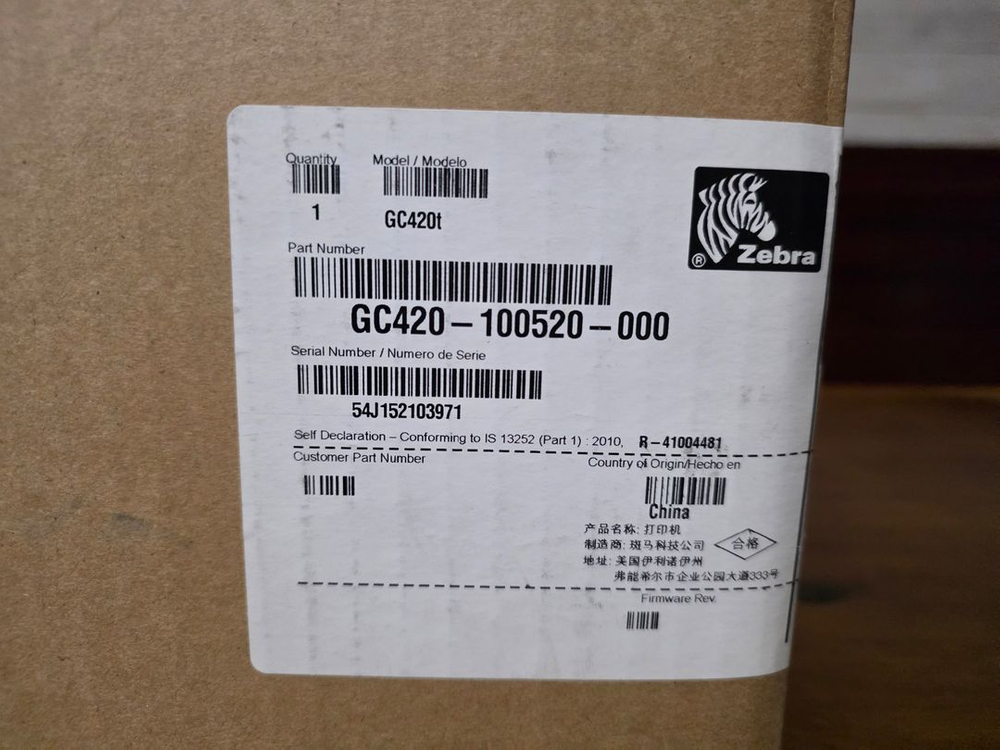 Quantity Model / Modelo
1 GC420t
Zebra
®
Part Number
GC420-100520-000
Serial Number / Numero de Serie
54J152103971
Self Declaration – Conforming to IS 13252 (Part 1) : 2010, R-41004481
Customer Part Number
Country of Origin/Hecho en
China
产品名称: 打印机
制造商: 斑马科技公司
合格
地址: 美国伊利诺伊州
弗能希尔市企业公园大道333号
Firmware Rev.